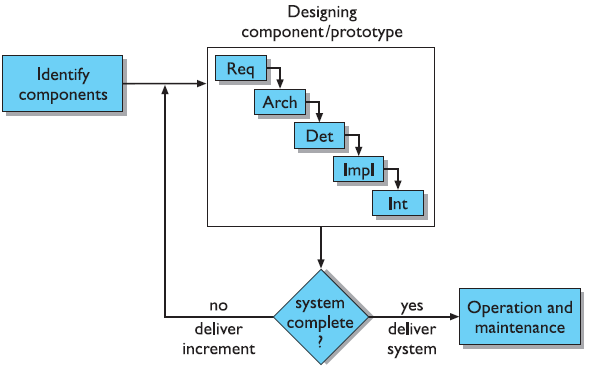 Designing
component/prototype
Identify
components
Req
Arch
Det
Impl
Int
system
complete
?
no
deliver
increment
yes
deliver
system
Operation and
maintenance